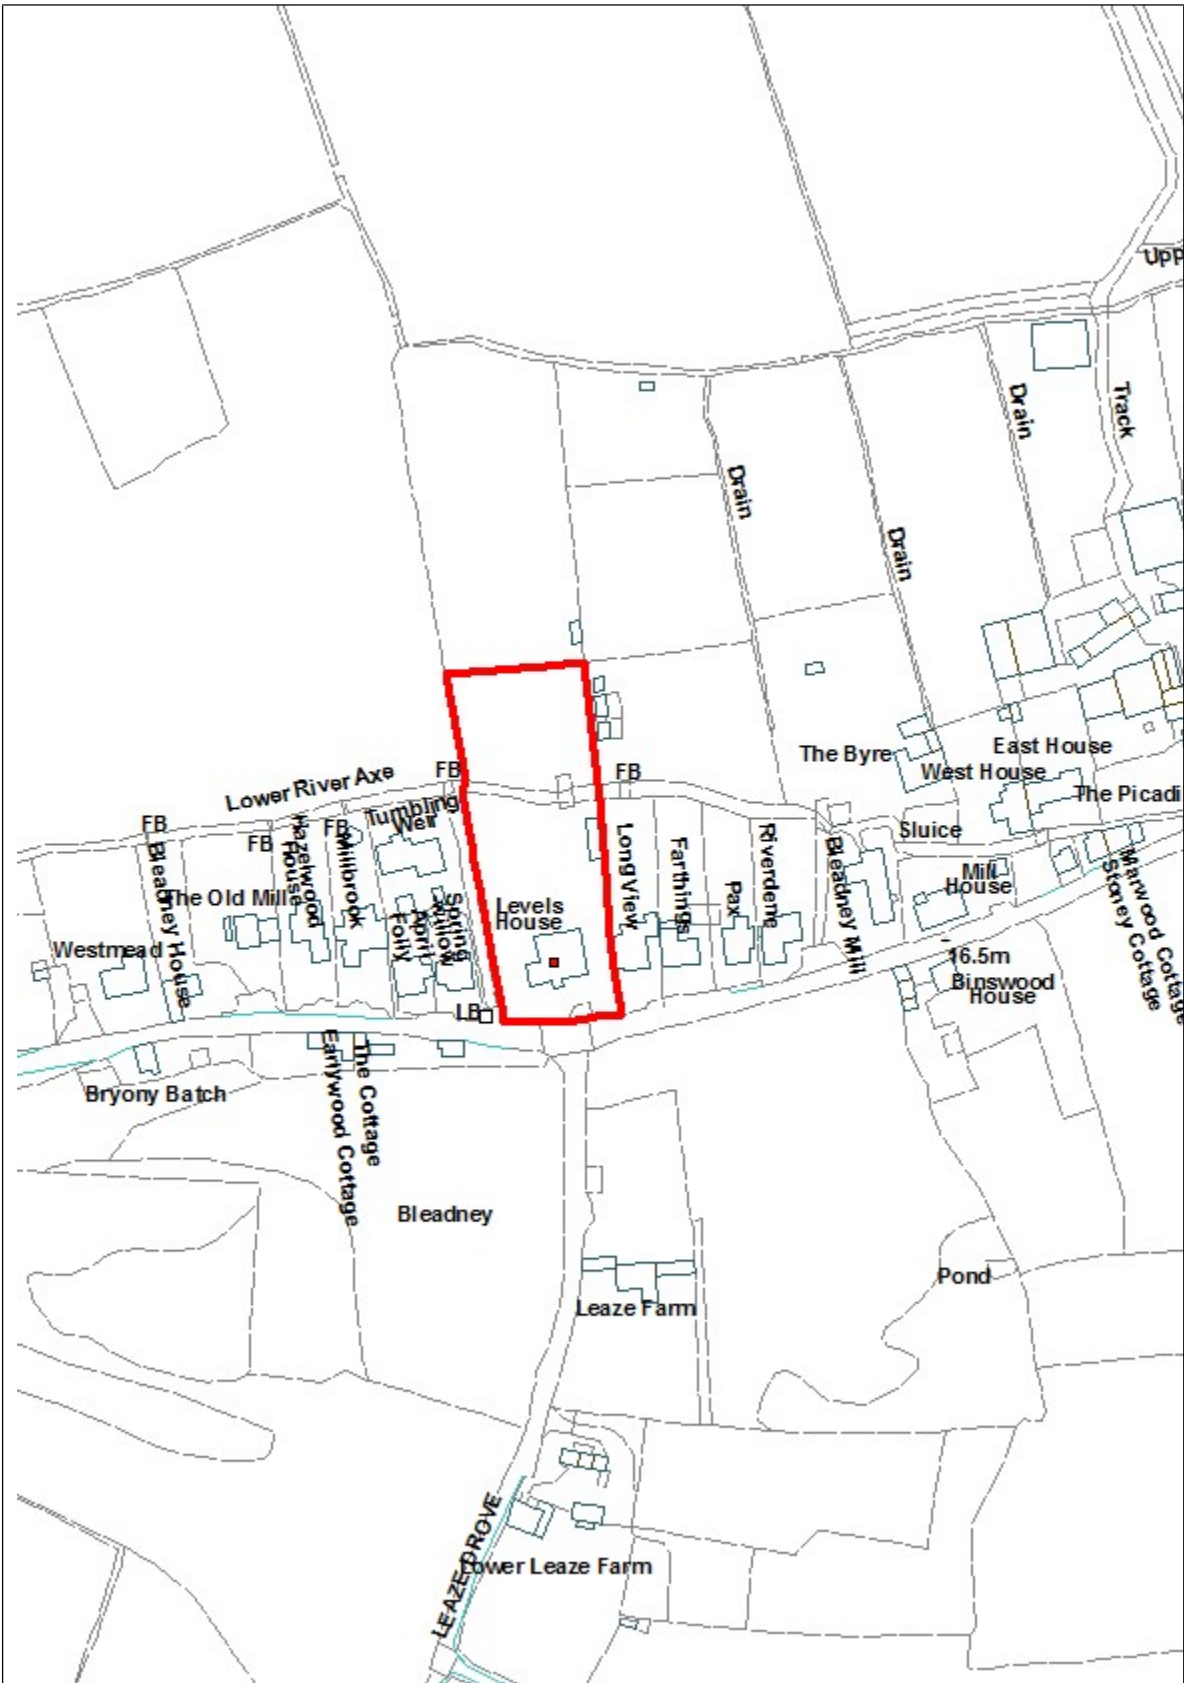 Upp
Drain
Track
Drain
Drain
East House
The Byre
West House
The Picadi
FB
FB
Lower River Axe
Tumbling
Weir
FB
FB
FB
Sluice
Hazelwood
House
Millbrook
Bleadney House
The Old Mill
Longview
Farthings
Riverdene
Bleadney Mill
Mill
House
Marwood Cottage
Stoney Cottage
Levels
House
Pax
Spring
Willow
April
Folly
Westmead
16.5m
Binswood
House
LB
The Cottage
Earlywood Cottage
Bryony Batch
Bleadney
Pond
Leaze Farm
LEAZE DROVE
Lower Leaze Farm